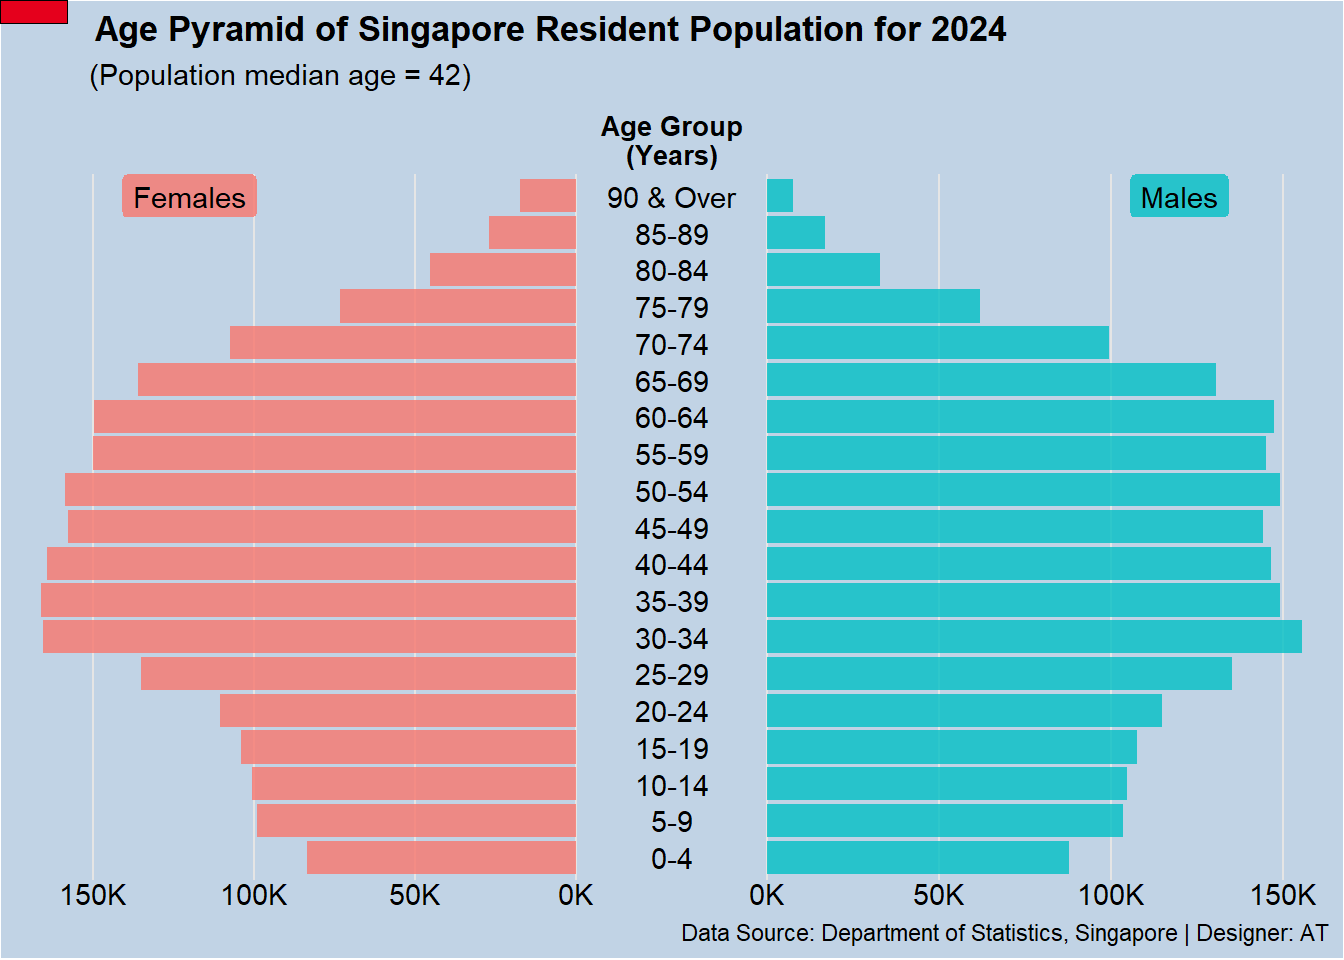 Age Pyramid of Singapore Resident Population for 2024
(Population median age = 42)
Age Group
(Years)
Females
90 & Over
Males
85-89
80-84
75-79
70-74
65-69
60-64
55-59
50-54
45-49
40-44
35-39
30-34
25-29
20-24
15-19
10-14
5-9
0-4
150K 100K 50K 0K 0K 50K 100K 150K
Data Source: Department of Statistics, Singapore | Designer: AT